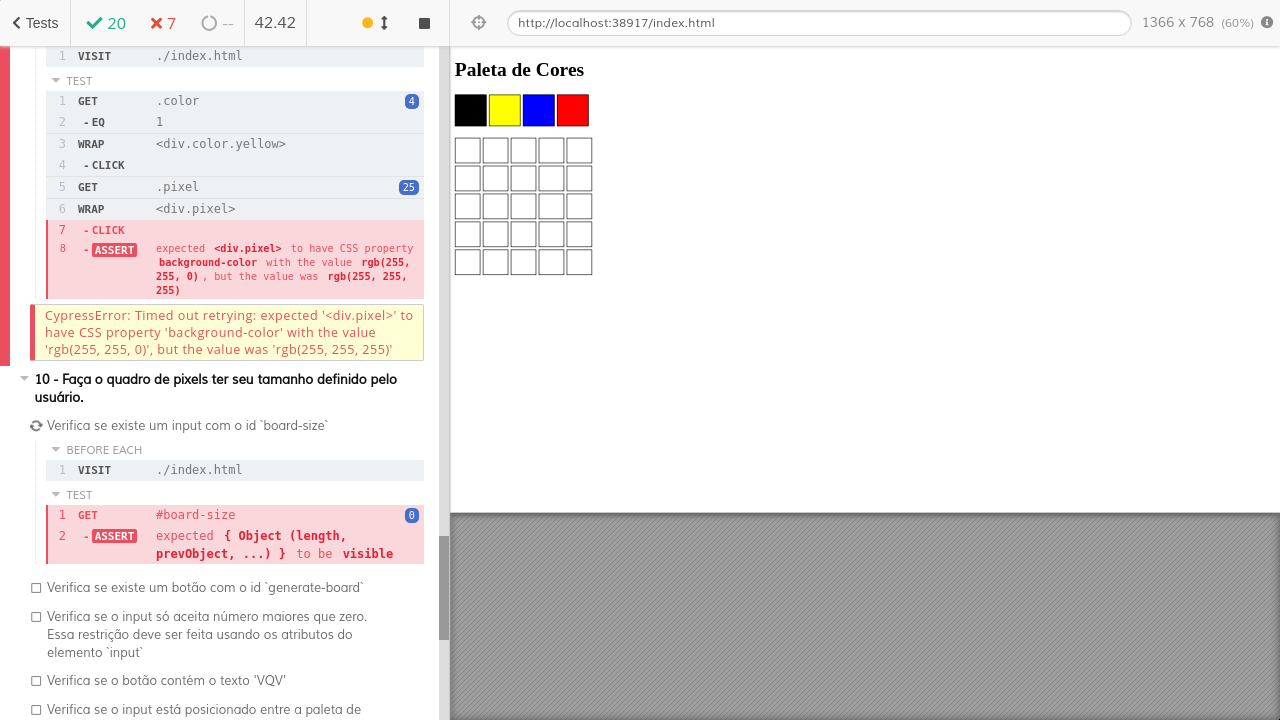 Tests 20 7 -- 42.42 http://localhost:38917/index.html 1366 x 768 (60%)
1 VISIT ./index.html
TEST
1 GET .color 4
2 - EQ 1
3 WRAP <div.color.yellow>
4 - CLICK
5 GET .pixel 25
6 WRAP <div.pixel>
7 - CLICK
8 - ASSERT expected <div.pixel> to have CSS property
background-color with the value rgb(255,
255, 0) , but the value was rgb(255, 255,
255)
CypressError: Timed out retrying: expected '<div.pixel>' to
have CSS property 'background-color' with the value
'rgb(255, 255, 0)', but the value was 'rgb(255, 255, 255)'
10 - Faça o quadro de pixels ter seu tamanho definido pelo
usuário.
Verifica se existe um input com o id `board-size`
BEFORE EACH
1 VISIT ./index.html
TEST
1 GET #board-size 0
2 - ASSERT expected { Object (length,
prevObject, ...) } to be visible
Verifica se existe um botão com o id `generate-board`
Verifica se o input só aceita número maiores que zero.
Essa restrição deve ser feita usando os atributos do
elemento `input`
Verifica se o botão contém o texto 'VQV'
Verifica se o input está posicionado entre a paleta de
Paleta de Cores